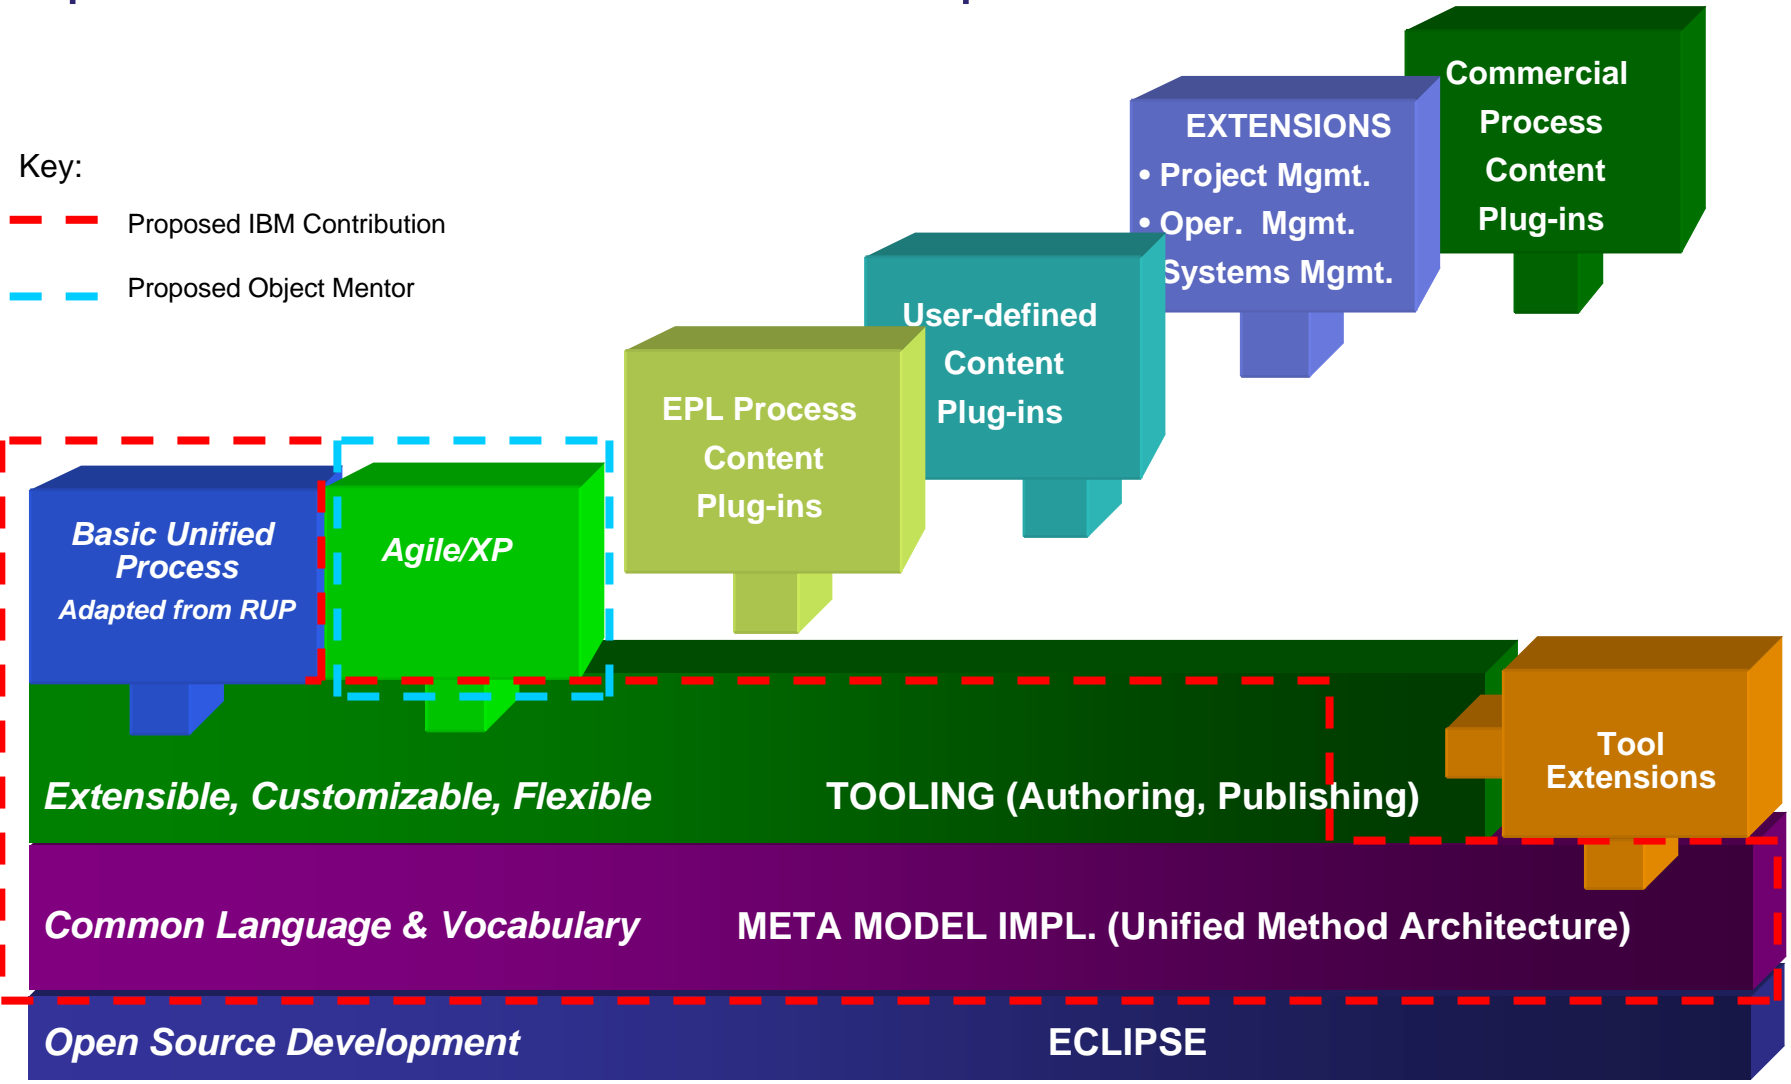 Key:
Proposed IBM Contribution
Proposed Object Mentor
Commercial
Process
Content
Plug-ins
EXTENSIONS
• Project Mgmt.
• Oper. Mgmt.
Systems Mgmt.
User-defined
Content
Plug-ins
EPL Process
Content
Plug-ins
Basic Unified
Process
Adapted from RUP
Agile/XP
Tool
Extensions
Extensible, Customizable, Flexible TOOLING (Authoring, Publishing)
Common Language & Vocabulary META MODEL IMPL. (Unified Method Architecture)
Open Source Development ECLIPSE